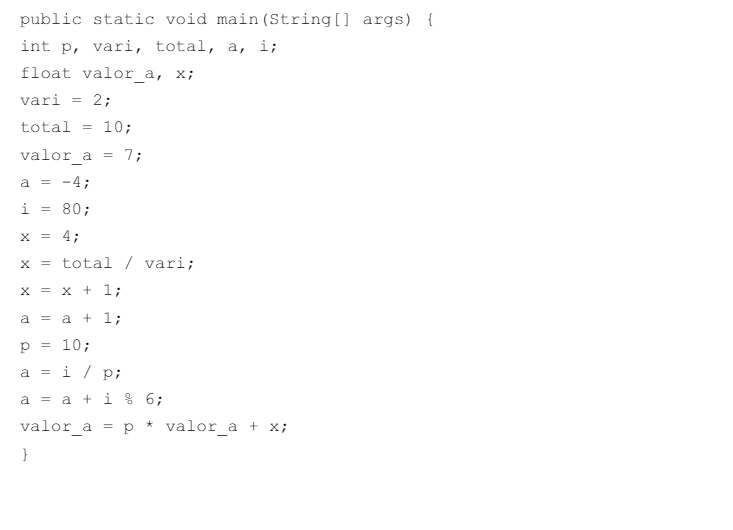 public static void main(String[] args) {
int p, vari, total, a, i;
float valor_a, x;
vari = 2;
total = 10;
valor_a = 7;
a = -4;
i = 80;
x = 4;
x = total / vari;
x = x + 1;
a = a + 1;
p = 10;
a = i / p;
a = a + i % 6;
valor_a = p * valor_a + x;
}